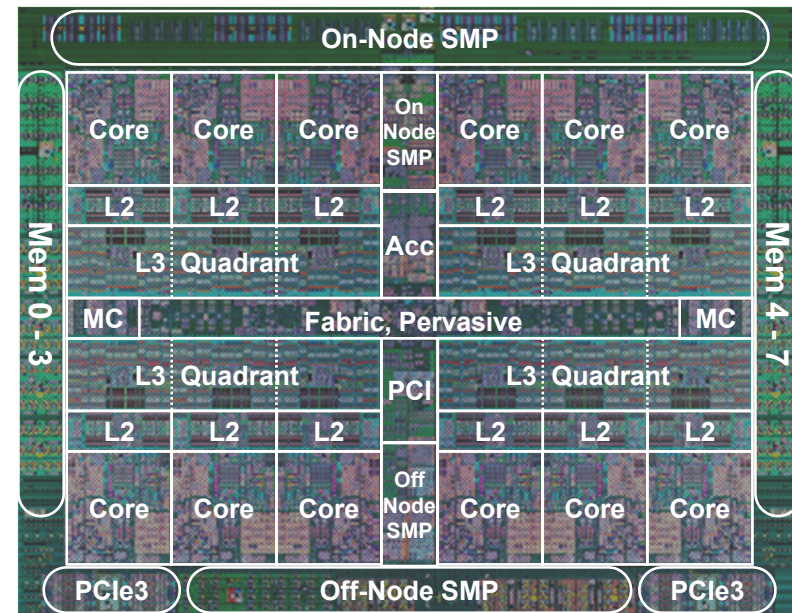 On-Node SMP
Core Core Core On Node SMP Core Core Core
L2 L2 L2 L2 L2 L2
Mem 0 - 3
L3 Quadrant Acc L3 Quadrant
Mem 4 - 7
MC Fabric, Pervasive MC
L3 Quadrant PCI L3 Quadrant
L2 L2 L2 L2 L2 L2
Core Core Core Off Node SMP Core Core Core
PCIe3 Off-Node SMP PCIe3